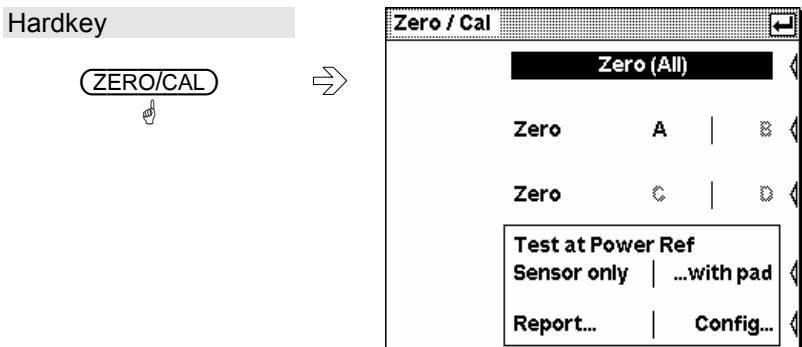 Hardkey
ZERO/CAL
Zero / Cal
Zero (All)
Zero A | B
Zero C | D
Test at Power Ref
Sensor only | ...with pad
Report... | Config...